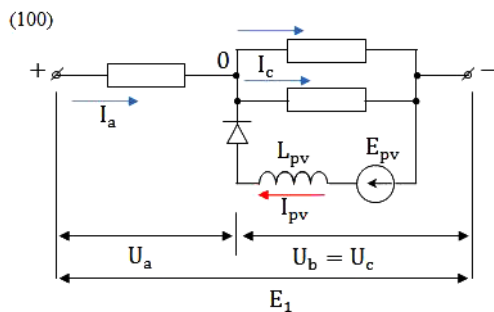 (100)
+ 0 I_c −
I_a
L_pv E_pv
I_pv
U_a U_b = U_c
E_1